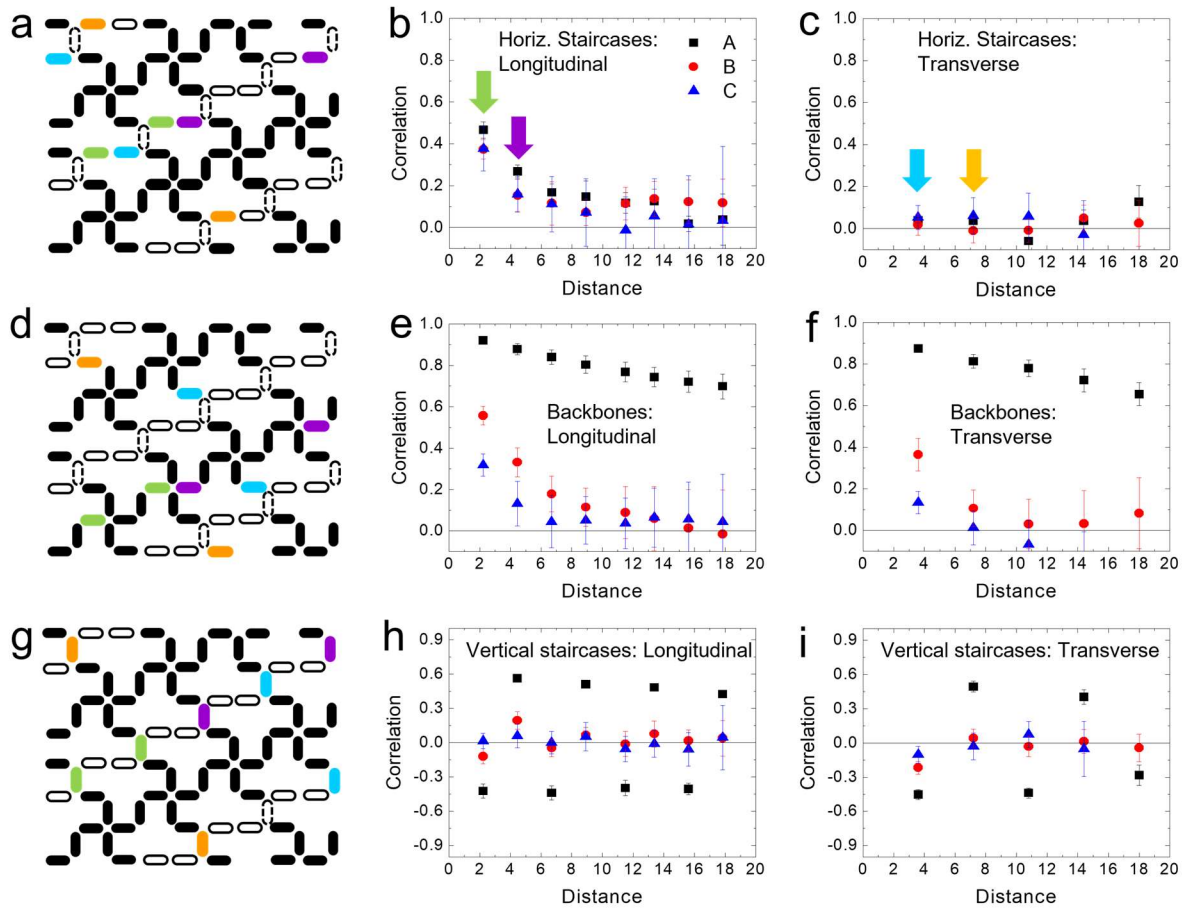 a
b
Horiz. Staircases:
Longitudinal
A
B
C
1.0
0.8
0.6
0.4
0.2
0.0
Correlation
0 2 4 6 8 10 12 14 16 18 20
Distance
c
Horiz. Staircases:
Transverse
1.0
0.8
0.6
0.4
0.2
0.0
Correlation
0 2 4 6 8 10 12 14 16 18 20
Distance
d
e
Backbones:
Longitudinal
1.0
0.8
0.6
0.4
0.2
0.0
Correlation
0 2 4 6 8 10 12 14 16 18 20
Distance
f
Backbones:
Transverse
1.0
0.8
0.6
0.4
0.2
0.0
Correlation
0 2 4 6 8 10 12 14 16 18 20
Distance
g
h
Vertical staircases: Longitudinal
0.9
0.6
0.3
0.0
-0.3
-0.6
-0.9
Correlation
0 2 4 6 8 10 12 14 16 18 20
Distance
i
Vertical staircases: Transverse
0.9
0.6
0.3
0.0
-0.3
-0.6
-0.9
Correlation
0 2 4 6 8 10 12 14 16 18 20
Distance